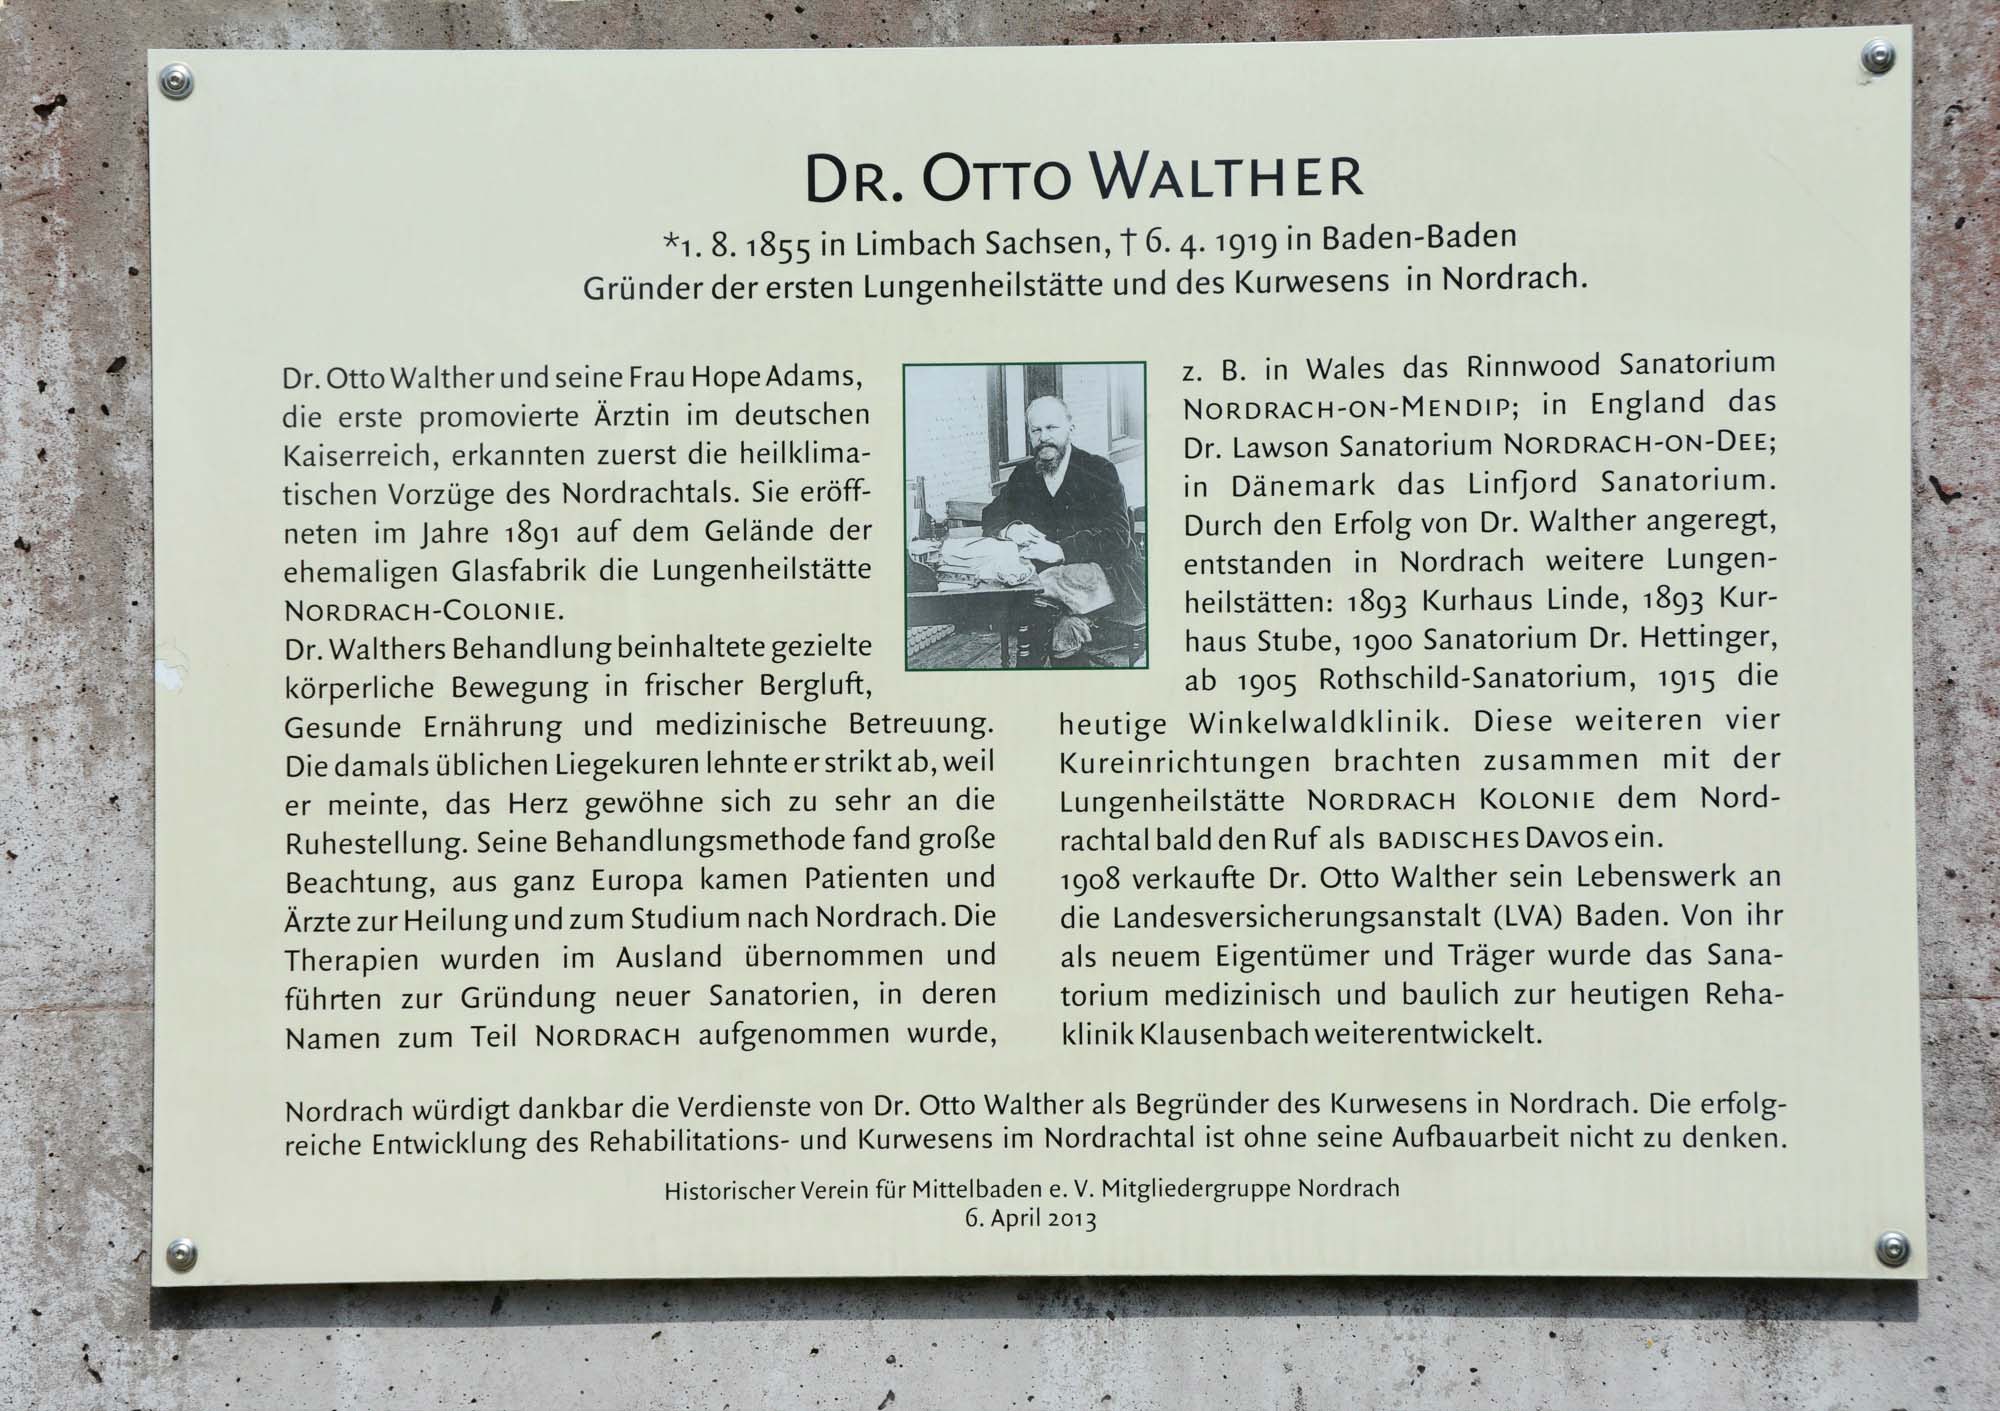 DR. OTTO WALTHER
*1. 8. 1855 in Limbach Sachsen, † 6. 4. 1919 in Baden-Baden
Gründer der ersten Lungenheilstätte und des Kurwesens in Nordrach.
Dr. Otto Walther und seine Frau Hope Adams,
die erste promovierte Ärztin im deutschen
Kaiserreich, erkannten zuerst die heilklima-
tischen Vorzüge des Nordrachtals. Sie eröff-
neten im Jahre 1891 auf dem Gelände der
ehemaligen Glasfabrik die Lungenheilstätte
NORDRACH-COLONIE.
Dr. Walthers Behandlung beinhaltete gezielte
körperliche Bewegung in frischer Bergluft,
Gesunde Ernährung und medizinische Betreuung.
Die damals üblichen Liegekuren lehnte er strikt ab, weil
er meinte, das Herz gewöhne sich zu sehr an die
Ruhestellung. Seine Behandlungsmethode fand große
Beachtung, aus ganz Europa kamen Patienten und
Ärzte zur Heilung und zum Studium nach Nordrach. Die
Therapien wurden im Ausland übernommen und
führten zur Gründung neuer Sanatorien, in deren
Namen zum Teil NORDRACH aufgenommen wurde,
z. B. in Wales das Rinnwood Sanatorium
NORDRACH-ON-MENDIP; in England das
Dr. Lawson Sanatorium NORDRACH-ON-DEE;
in Dänemark das Linfjord Sanatorium.
Durch den Erfolg von Dr. Walther angeregt,
entstanden in Nordrach weitere Lungen-
heilstätten: 1893 Kurhaus Linde, 1893 Kur-
haus Stube, 1900 Sanatorium Dr. Hettinger,
ab 1905 Rothschild-Sanatorium, 1915 die
heutige Winkelwaldklinik. Diese weiteren vier
Kureinrichtungen brachten zusammen mit der
Lungenheilstätte NORDRACH KOLONIE dem Nord-
rachtal bald den Ruf als BADISCHES DAVOS ein.
1908 verkaufte Dr. Otto Walther sein Lebenswerk an
die Landesversicherungsanstalt (LVA) Baden. Von ihr
als neuem Eigentümer und Träger wurde das Sana-
torium medizinisch und baulich zur heutigen Reha-
klinik Klausenbach weiterentwickelt.
Nordrach würdigt dankbar die Verdienste von Dr. Otto Walther als Begründer des Kurwesens in Nordrach. Die erfolg-
reiche Entwicklung des Rehabilitations- und Kurwesens im Nordrachtal ist ohne seine Aufbauarbeit nicht zu denken.
Historischer Verein für Mittelbaden e. V. Mitgliedergruppe Nordrach
6. April 2013